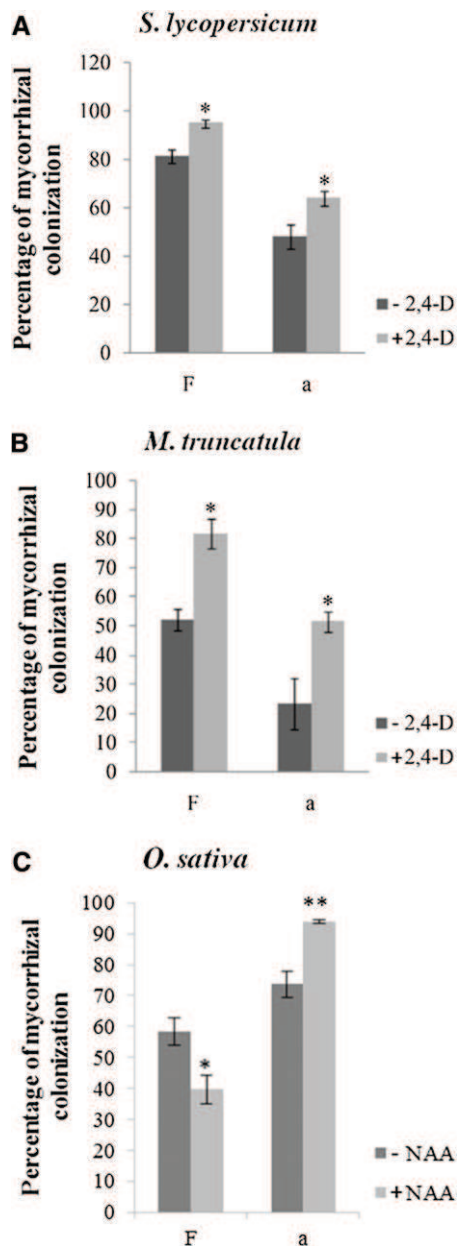 A
S. lycopersicum
Percentage of mycorrhizal
colonization
120
100
80
60
40
20
0
*
*
F
a
- 2,4-D
+2,4-D
B
M. truncatula
Percentage of mycorrhizal
colonization
100
90
80
70
60
50
40
30
20
10
0
*
*
F
a
- 2,4-D
+2,4-D
C
O. sativa
Percentage of mycorrhizal
colonization
100
90
80
70
60
50
40
30
20
10
0
*
**
F
a
- NAA
+NAA